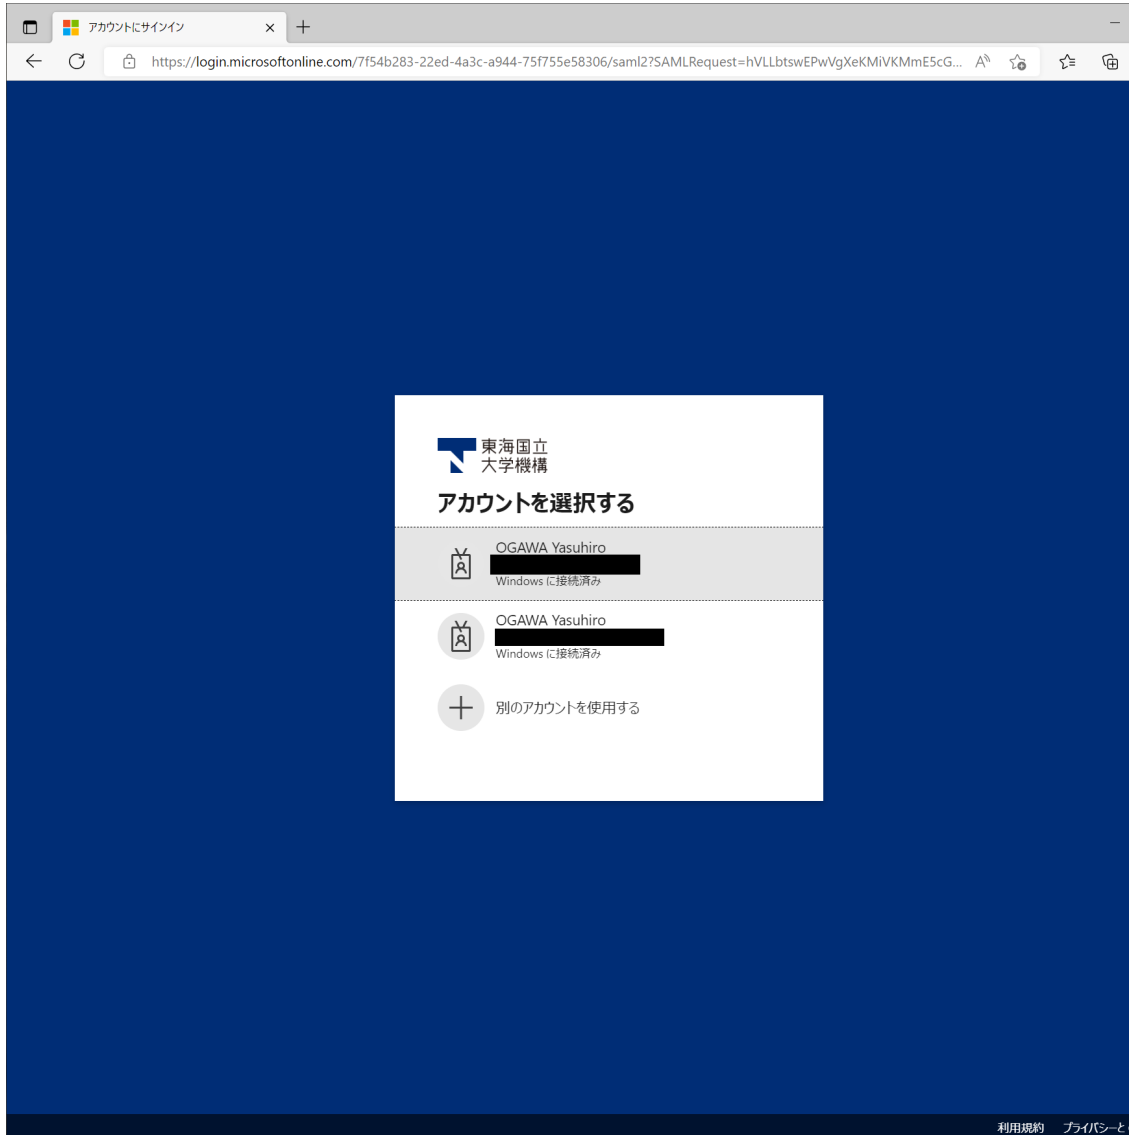 アカウントにサインイン
https://login.microsoftonline.com/7f54b283-22ed-4a3c-a944-75f755e58306/saml2?SAMLRequest=hVLLbtswEPwVgXeKMiVKMmE5cG...
東海国立
大学機構
アカウントを選択する
OGAWA Yasuhiro
Windows に接続済み
OGAWA Yasuhiro
Windows に接続済み
別のアカウントを使用する
利用規約 プライバシーと